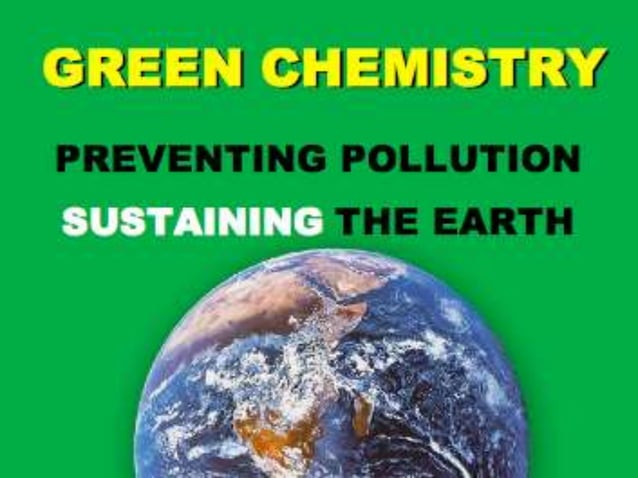 GREEN CHEMISTRY
PREVENTING POLLUTION
SUSTAINING THE EARTH